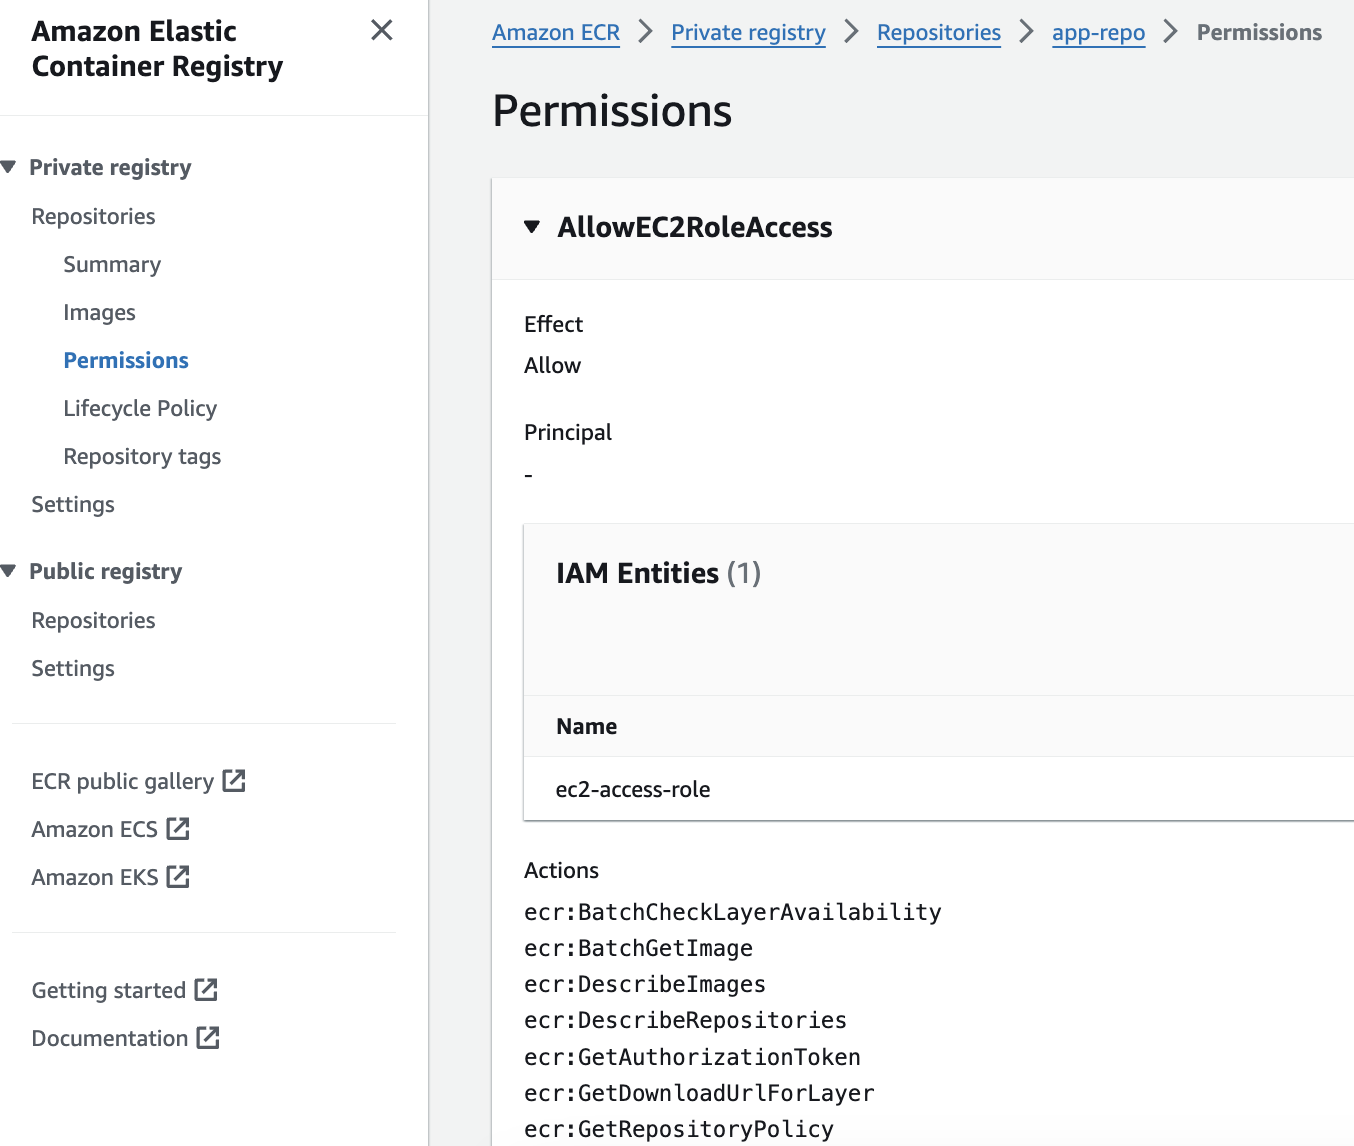 Amazon Elastic
Container Registry
Private registry
Repositories
Summary
Images
Permissions
Lifecycle Policy
Repository tags
Settings
Public registry
Repositories
Settings
ECR public gallery
Amazon ECS
Amazon EKS
Getting started
Documentation
Amazon ECR > Private registry > Repositories > app-repo > Permissions
Permissions
AllowEC2RoleAccess
Effect
Allow
Principal
-
IAM Entities (1)
Name
ec2-access-role
Actions
ecr:BatchCheckLayerAvailability
ecr:BatchGetImage
ecr:DescribeImages
ecr:DescribeRepositories
ecr:GetAuthorizationToken
ecr:GetDownloadUrlForLayer
ecr:GetRepositoryPolicy